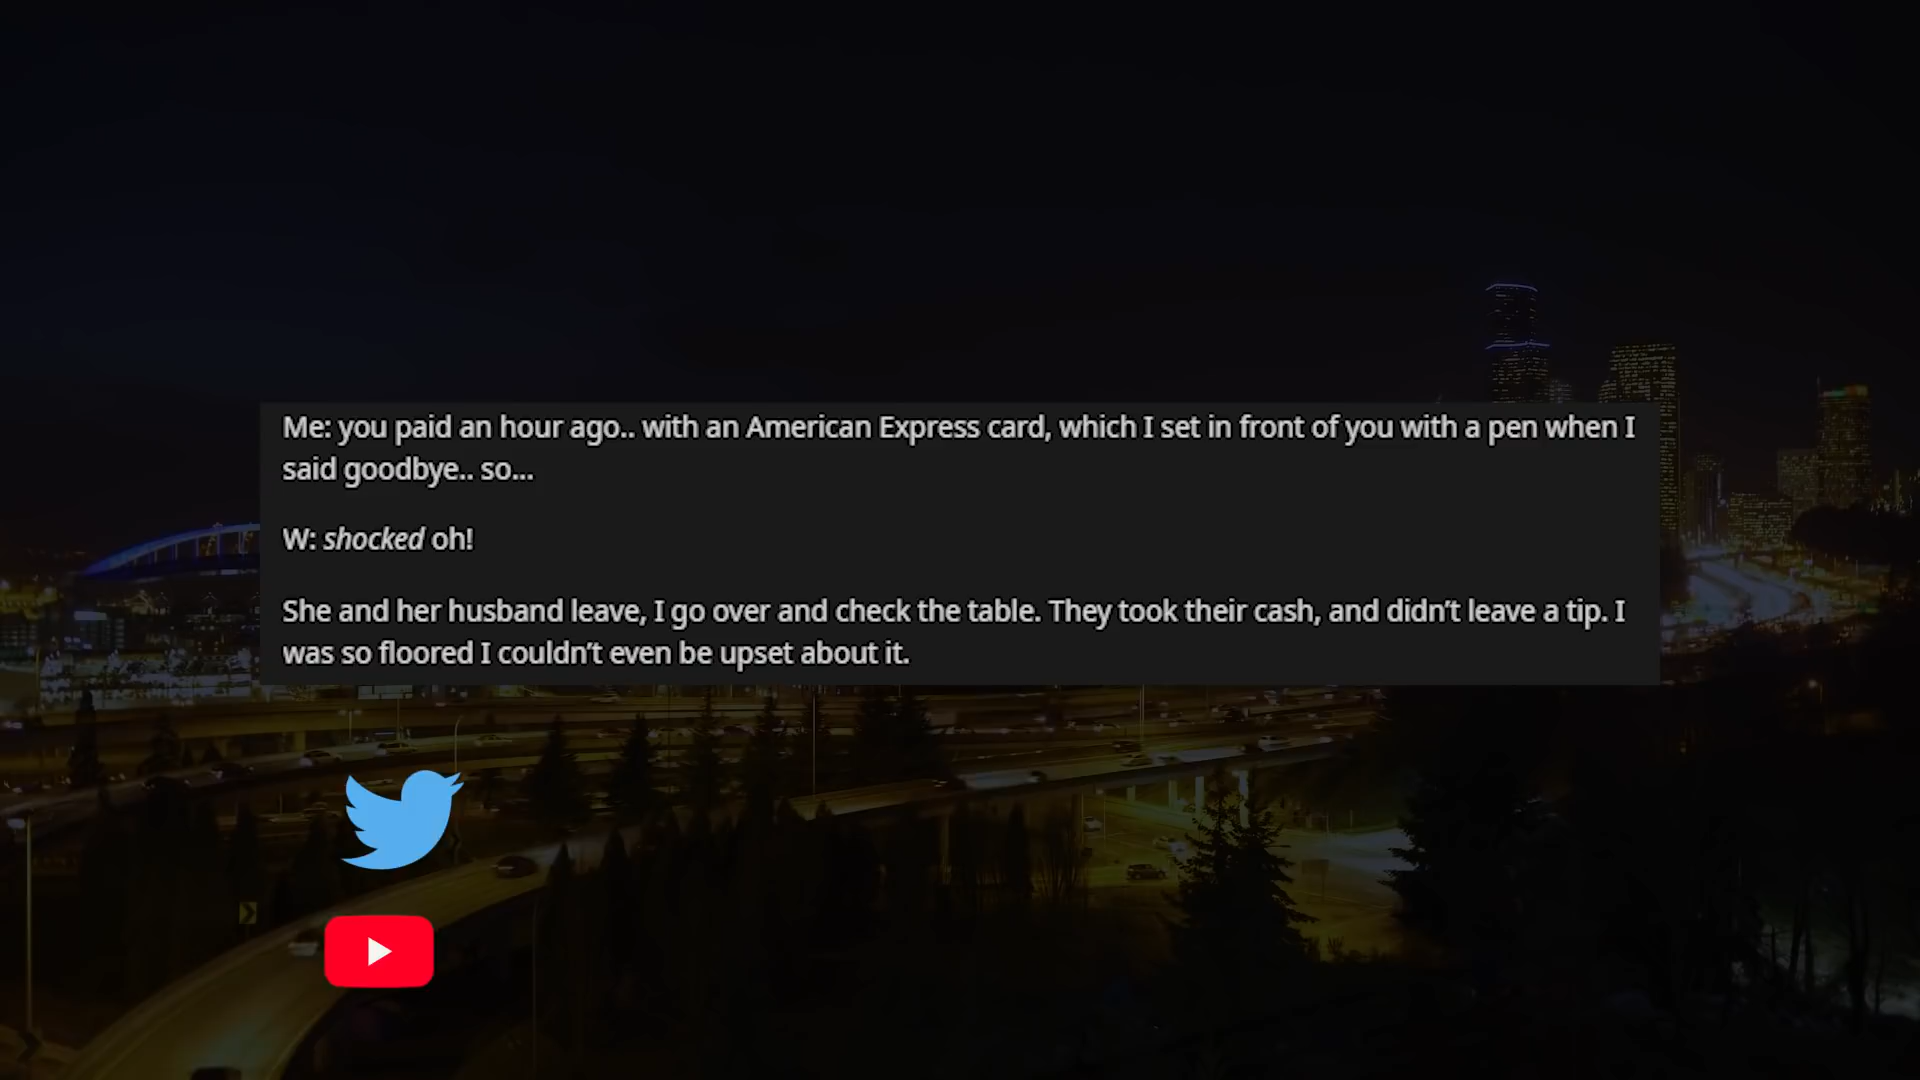 Me: you paid an hour ago.. with an American Express card, which I set in front of you with a pen when I
said goodbye.. so...
W: shocked oh!
She and her husband leave, I go over and check the table. They took their cash, and didn’t leave a tip. I
was so floored I couldn’t even be upset about it.